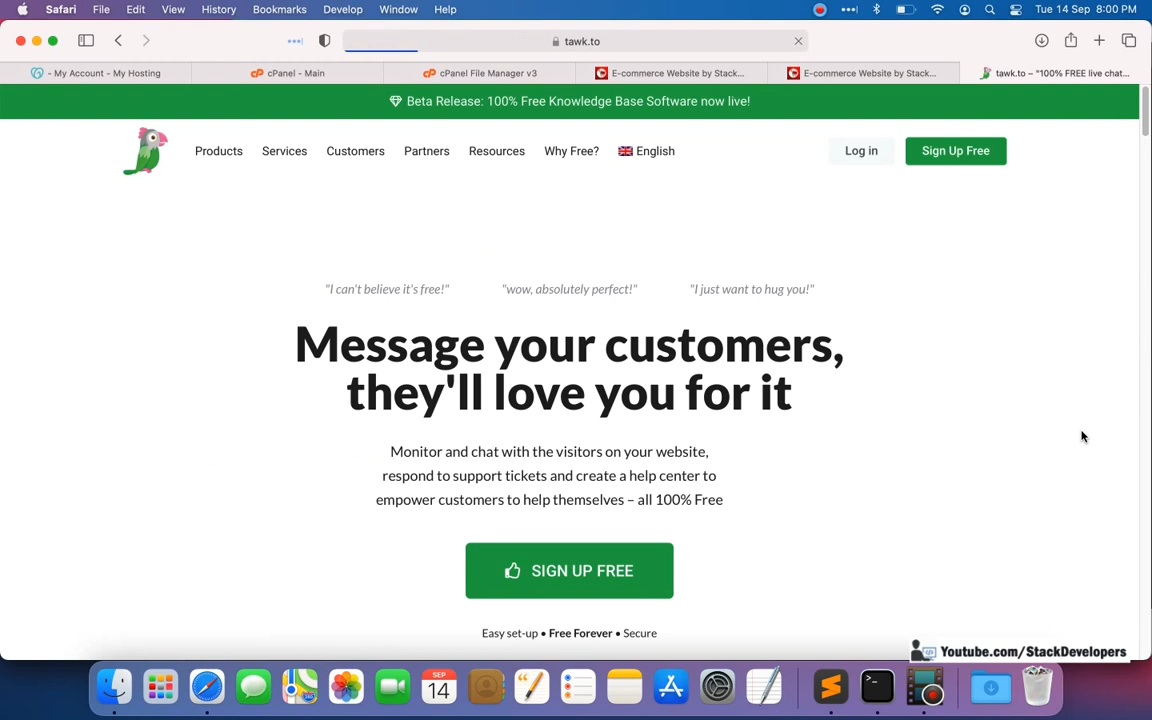 Safari File Edit View History Bookmarks Develop Window Help Tue 14 Sep 8:00 PM
tawk.to
- My Account - My Hosting cPanel - Main cPanel File Manager v3 E-commerce Website by Stack... E-commerce Website by Stack... tawk.to – "100% FREE live chat...
Beta Release: 100% Free Knowledge Base Software now live!
Products Services Customers Partners Resources Why Free? English Log in Sign Up Free
"I can't believe it's free!" "wow, absolutely perfect!" "I just want to hug you!"
Message your customers,
they'll love you for it
Monitor and chat with the visitors on your website,
respond to support tickets and create a help center to
empower customers to help themselves – all 100% Free
SIGN UP FREE
Easy set-up • Free Forever • Secure
Youtube.com/StackDevelopers
SEP
14